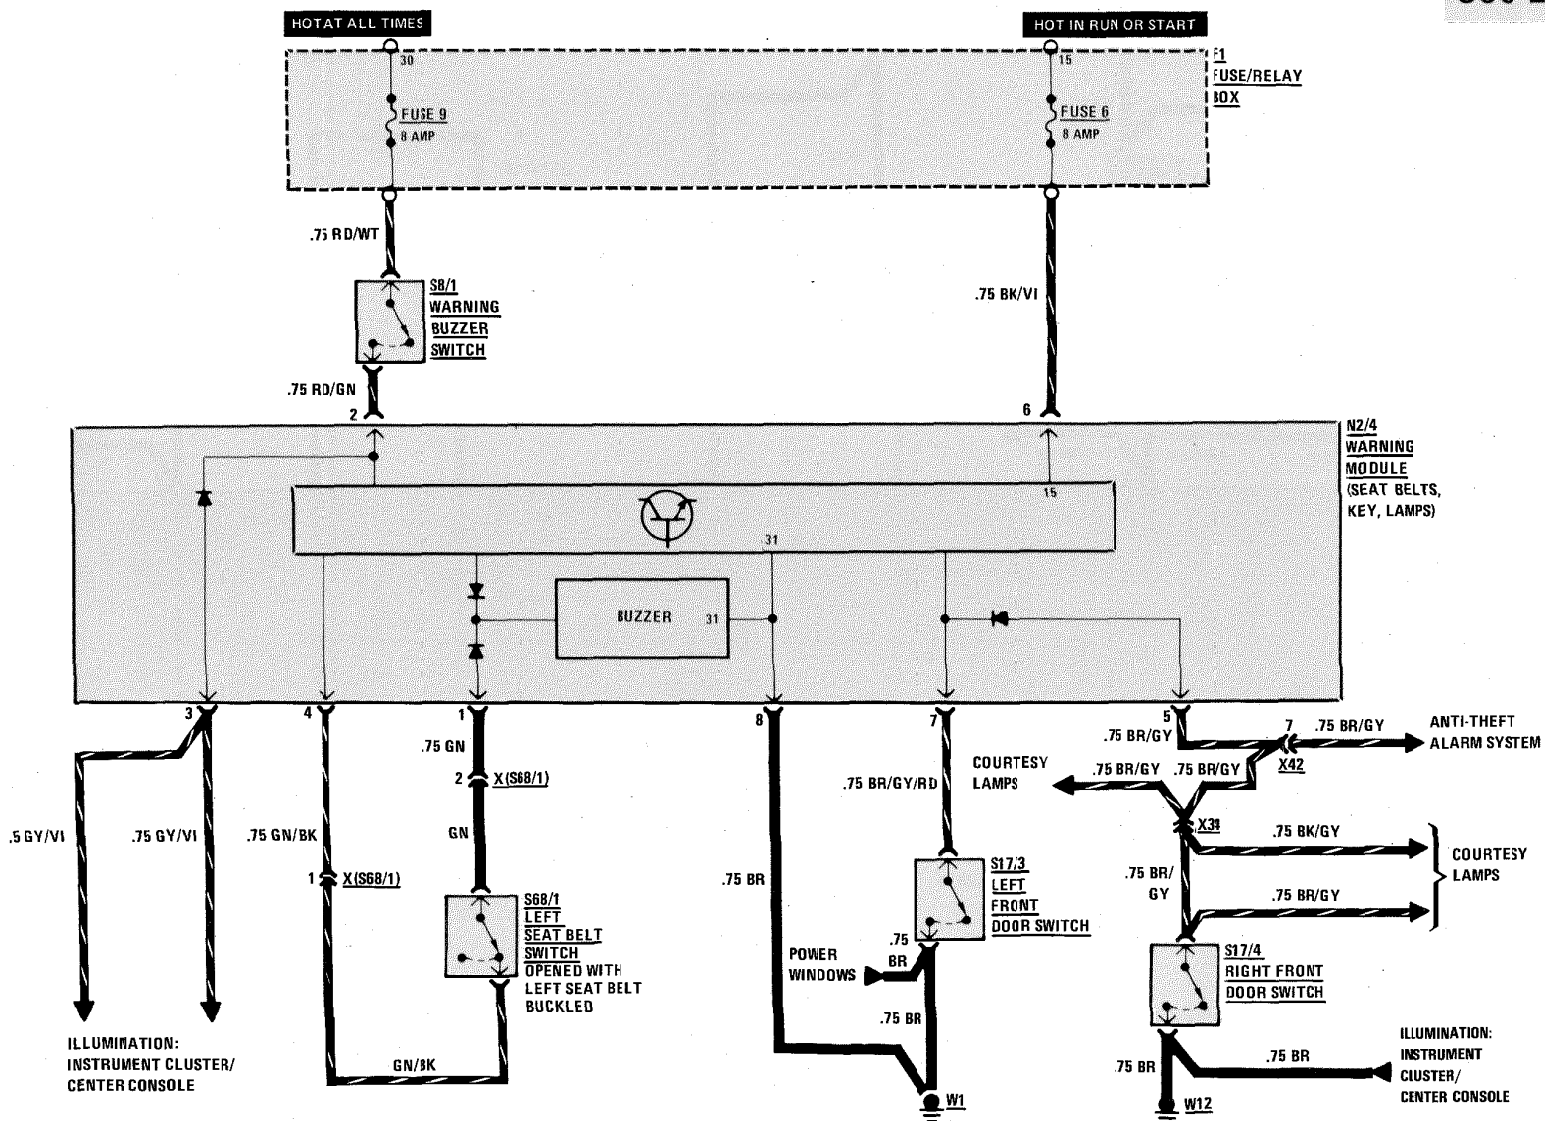 HOT AT ALL TIMES
HOT IN RUN OR START
30
15
F1
FUSE/RELAY
BOX
FUSE 9
8 AMP
FUSE 6
8 AMP
.75 RD/WT
S8/1
WARNING
BUZZER
SWITCH
.75 BK/VI
.75 RD/GN
2
6
N2/4
WARNING
MODULE
(SEAT BELTS,
KEY, LAMPS)
15
31
BUZZER
31
3
4
1
8
7
5
.75 GN
2
X(S68/1)
.75 BR/GY
7
.75 BR/GY
ANTI-THEFT
ALARM SYSTEM
X42
COURTESY
LAMPS
.75 BR/GY
.75 BR/GY
.75 BR/GY/RD
.5 GY/VI
.75 GY/VI
.75 GN/BK
GN
1
X(S68/1)
.75 BR
.75 BK/GY
COURTESY
LAMPS
.75 BR/
GY
.75 BR/GY
S17/3
LEFT
FRONT
DOOR SWITCH
S68/1
LEFT
SEAT BELT
SWITCH
OPENED WITH
LEFT SEAT BELT
BUCKLED
.75
BR
POWER
WINDOWS
S17/4
RIGHT FRONT
DOOR SWITCH
.75 BR
ILLUMINATION:
INSTRUMENT CLUSTER/
CENTER CONSOLE
GN/BK
.75 BR
.75 BR
ILLUMINATION:
INSTRUMENT
CLUSTER/
CENTER CONSOLE
W1
W12